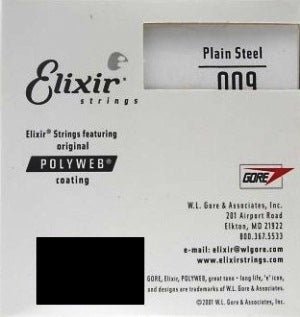 Elixir®
strings
Plain Steel
.009
Elixir® Strings featuring
original
POLYWEB®
coating
GORE
W.L. Gore & Associates, Inc.
201 Airport Road
Elkton, MD 21922
800.367.5533
e-mail: elixir@wlgore.com
www.elixirstrings.com
GORE, Elixir, POLYWEB, great tone - long life, 'e' icon,
and designs are trademarks of W.L. Gore & Associates.
©2001 W.L. Gore & Associates, Inc.